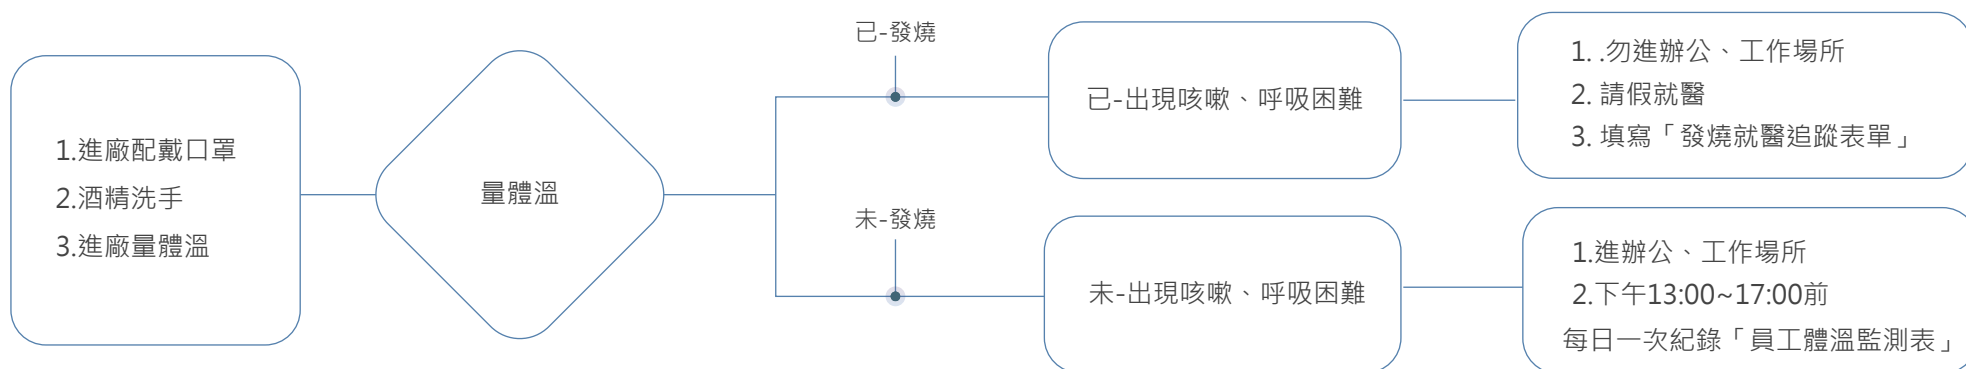 1.進廠配戴口罩
2.酒精洗手
3.進廠量體溫
量體溫
已-發燒
已-出現咳嗽、呼吸困難
1. .勿進辦公、工作場所
2. 請假就醫
3. 填寫「發燒就醫追蹤表單」
未-發燒
未-出現咳嗽、呼吸困難
1.進辦公、工作場所
2.下午13:00~17:00前
每日一次紀錄「員工體溫監測表」